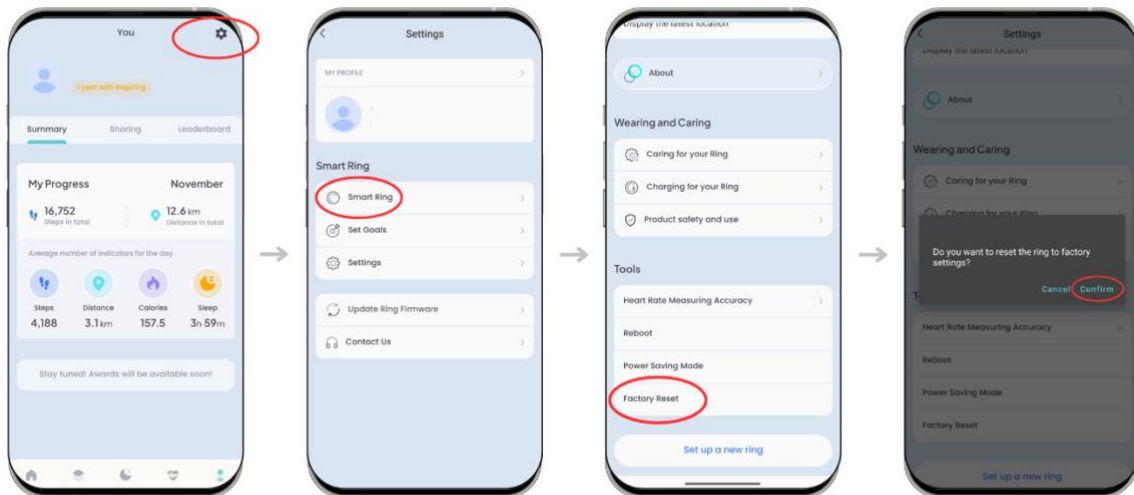 You
1 year with inspiring
Summary Sharing Leaderboard
My Progress November
16,752 12.6 km
Steps in total Distance in total
Average number of indicators for the day
Steps Distance Calories Sleep
4,188 3.1 km 157.5 3h 59m
Stay tuned! Awards will be available soon!
Settings
MY PROFILE
Smart Ring
Smart Ring
Set Goals
Settings
Update Ring Firmware
Contact Us
Display the latest location
About
Wearing and Caring
Caring for your Ring
Charging for your Ring
Product safety and use
Tools
Heart Rate Measuring Accuracy
Reboot
Power Saving Mode
Factory Reset
Set up a new ring
Settings
Display the latest location
About
Wearing and Caring
Caring for your Ring
Charging for your Ring
Do you want to reset the ring to factory
settings?
Cancel Confirm
T
Heart Rate Measuring Accuracy
Reboot
Power Saving Mode
Factory Reset
Set up a new ring